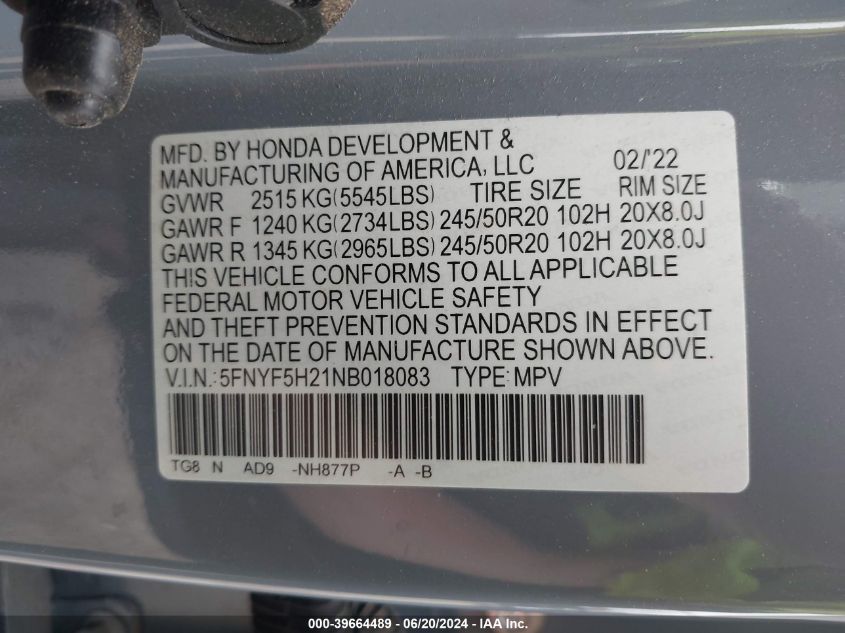 MFD. BY HONDA DEVELOPMENT &
MANUFACTURING OF AMERICA, LLC 02/'22
GVWR 2515 KG(5545LBS) TIRE SIZE RIM SIZE
GAWR F 1240 KG(2734LBS) 245/50R20 102H 20X8.0J
GAWR R 1345 KG(2965LBS) 245/50R20 102H 20X8.0J
THIS VEHICLE CONFORMS TO ALL APPLICABLE
FEDERAL MOTOR VEHICLE SAFETY
AND THEFT PREVENTION STANDARDS IN EFFECT
ON THE DATE OF MANUFACTURE SHOWN ABOVE.
V.I.N.:5FNYF5H21NB018083 TYPE:MPV
TG8 N AD9 -NH877P -A -B
000-39664489 - 06/20/2024 - IAA Inc.